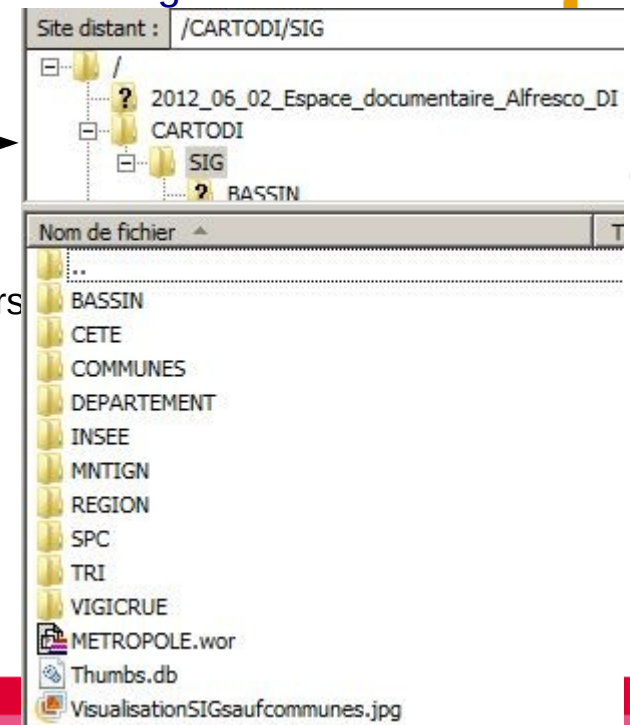 Site distant : /CARTODI/SIG
/
? 2012_06_02_Espace_documentaire_Alfresco_DI
CARTODI
SIG
? BASSIN
Nom de fichier T
..
rs
BASSIN
CETE
COMMUNES
DEPARTEMENT
INSEE
MNTIGN
REGION
SPC
TRI
VIGICRUE
METROPOLE.wor
Thumbs.db
VisualisationSIGsaufcommunes.jpg